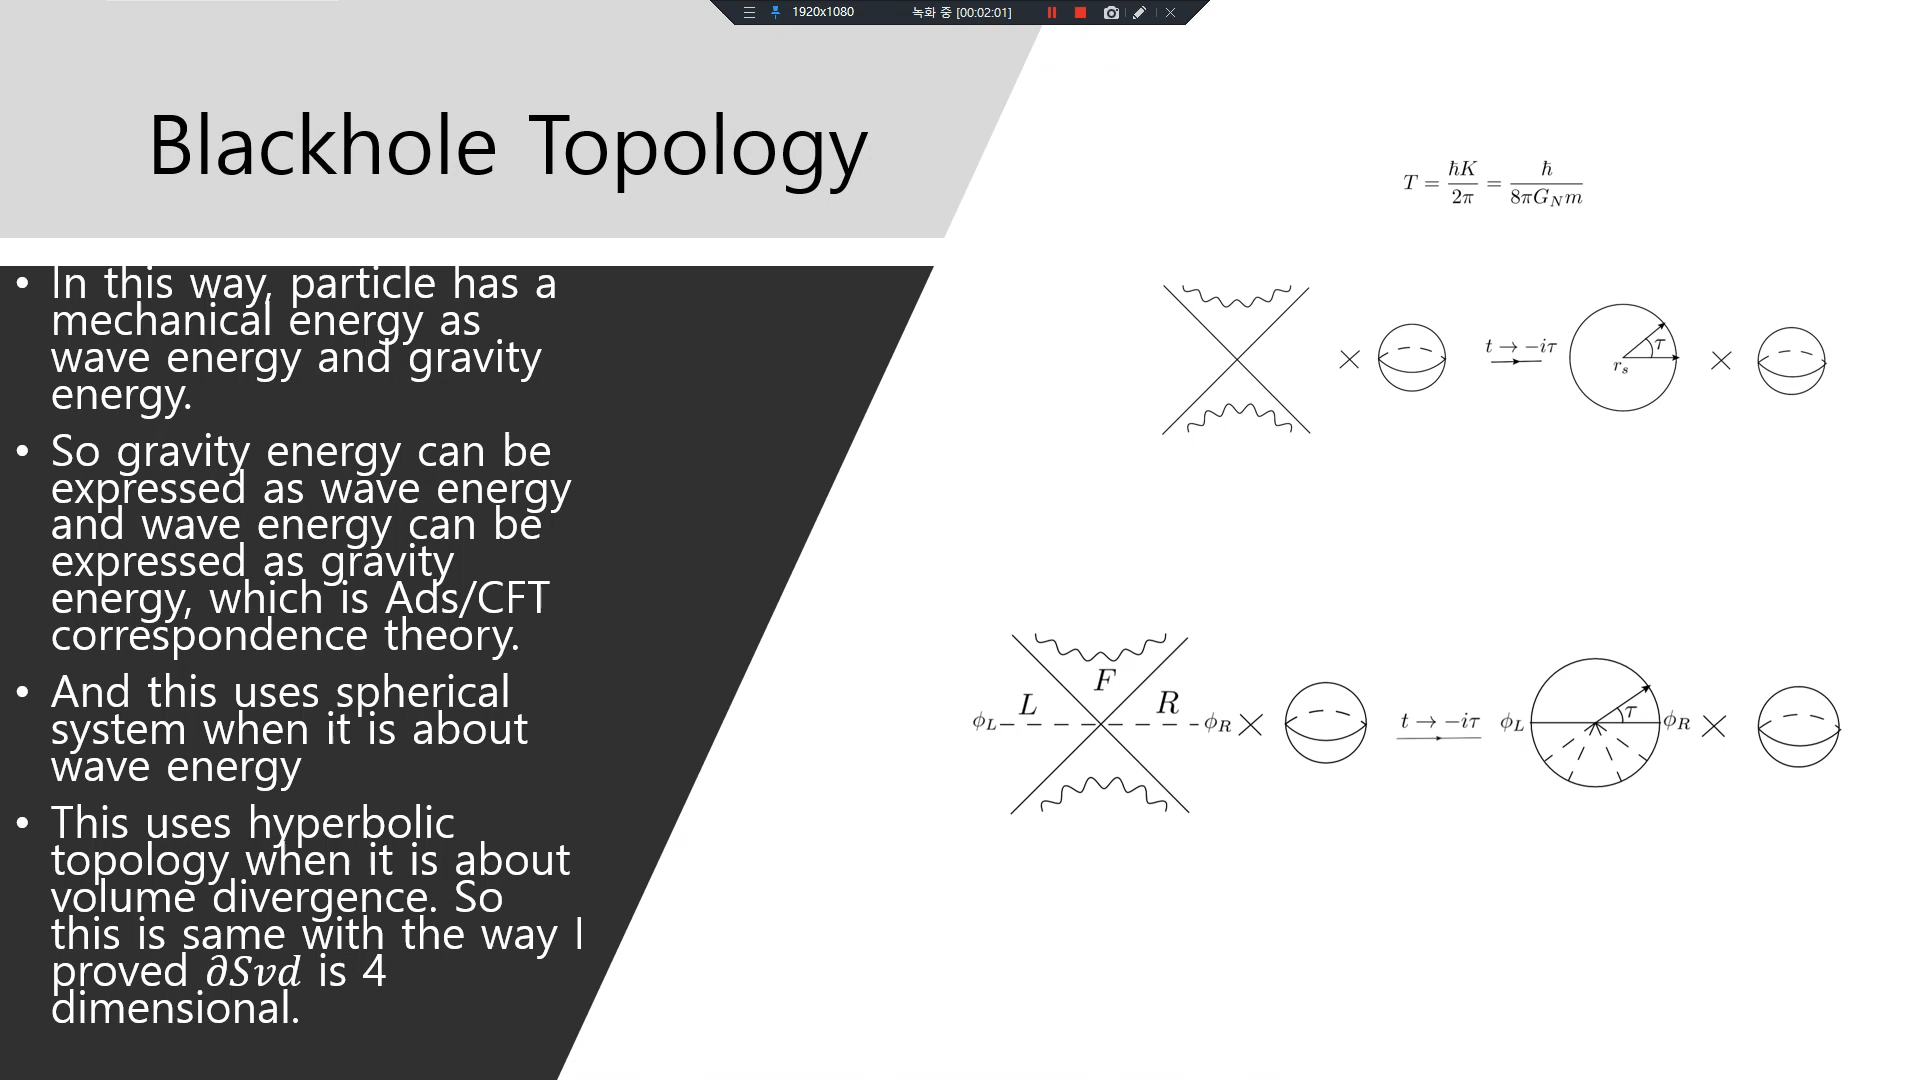 1920x1080 녹화 중 [00:02:01]
Blackhole Topology
• In this way, particle has a
mechanical energy as
wave energy and gravity
energy.
• So gravity energy can be
expressed as wave energy
and wave energy can be
expressed as gravity
energy, which is Ads/CFT
correspondence theory.
• And this uses spherical
system when it is about
wave energy
• This uses hyperbolic
topology when it is about
volume divergence. So
this is same with the way I
proved ∂Svd is 4
dimensional.
T = ħK/2π = ħ/8πG_N m
× t → −iτ r_s τ ×
L F R
ϕ_L ϕ_R × t → −iτ ϕ_L τ ϕ_R ×